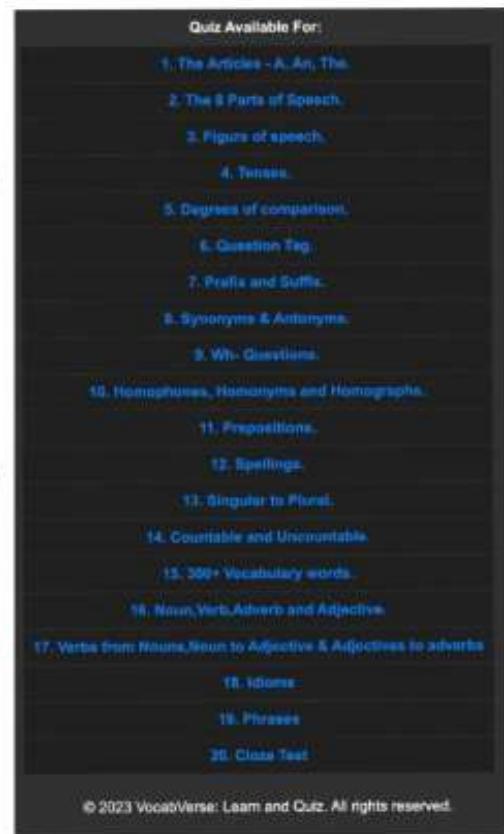 Quiz Available For:
1. The Articles - A, An, The.
2. The 8 Parts of Speech.
3. Figure of speech.
4. Tenses.
5. Degrees of comparison.
6. Question Tag.
7. Prefix and Suffix.
8. Synonyms & Antonyms.
9. Wh- Questions.
10. Homophones, Homonyms and Homographs.
11. Prepositions.
12. Spellings.
13. Singular to Plural.
14. Countable and Uncountable.
15. 300+ Vocabulary words.
16. Noun,Verb,Adverb and Adjective.
17. Verbs from Nouns,Noun to Adjective & Adjectives to adverbs
18. Idioms
19. Phrases
20. Cloze Test
© 2023 VocabVerse: Learn and Quiz. All rights reserved.